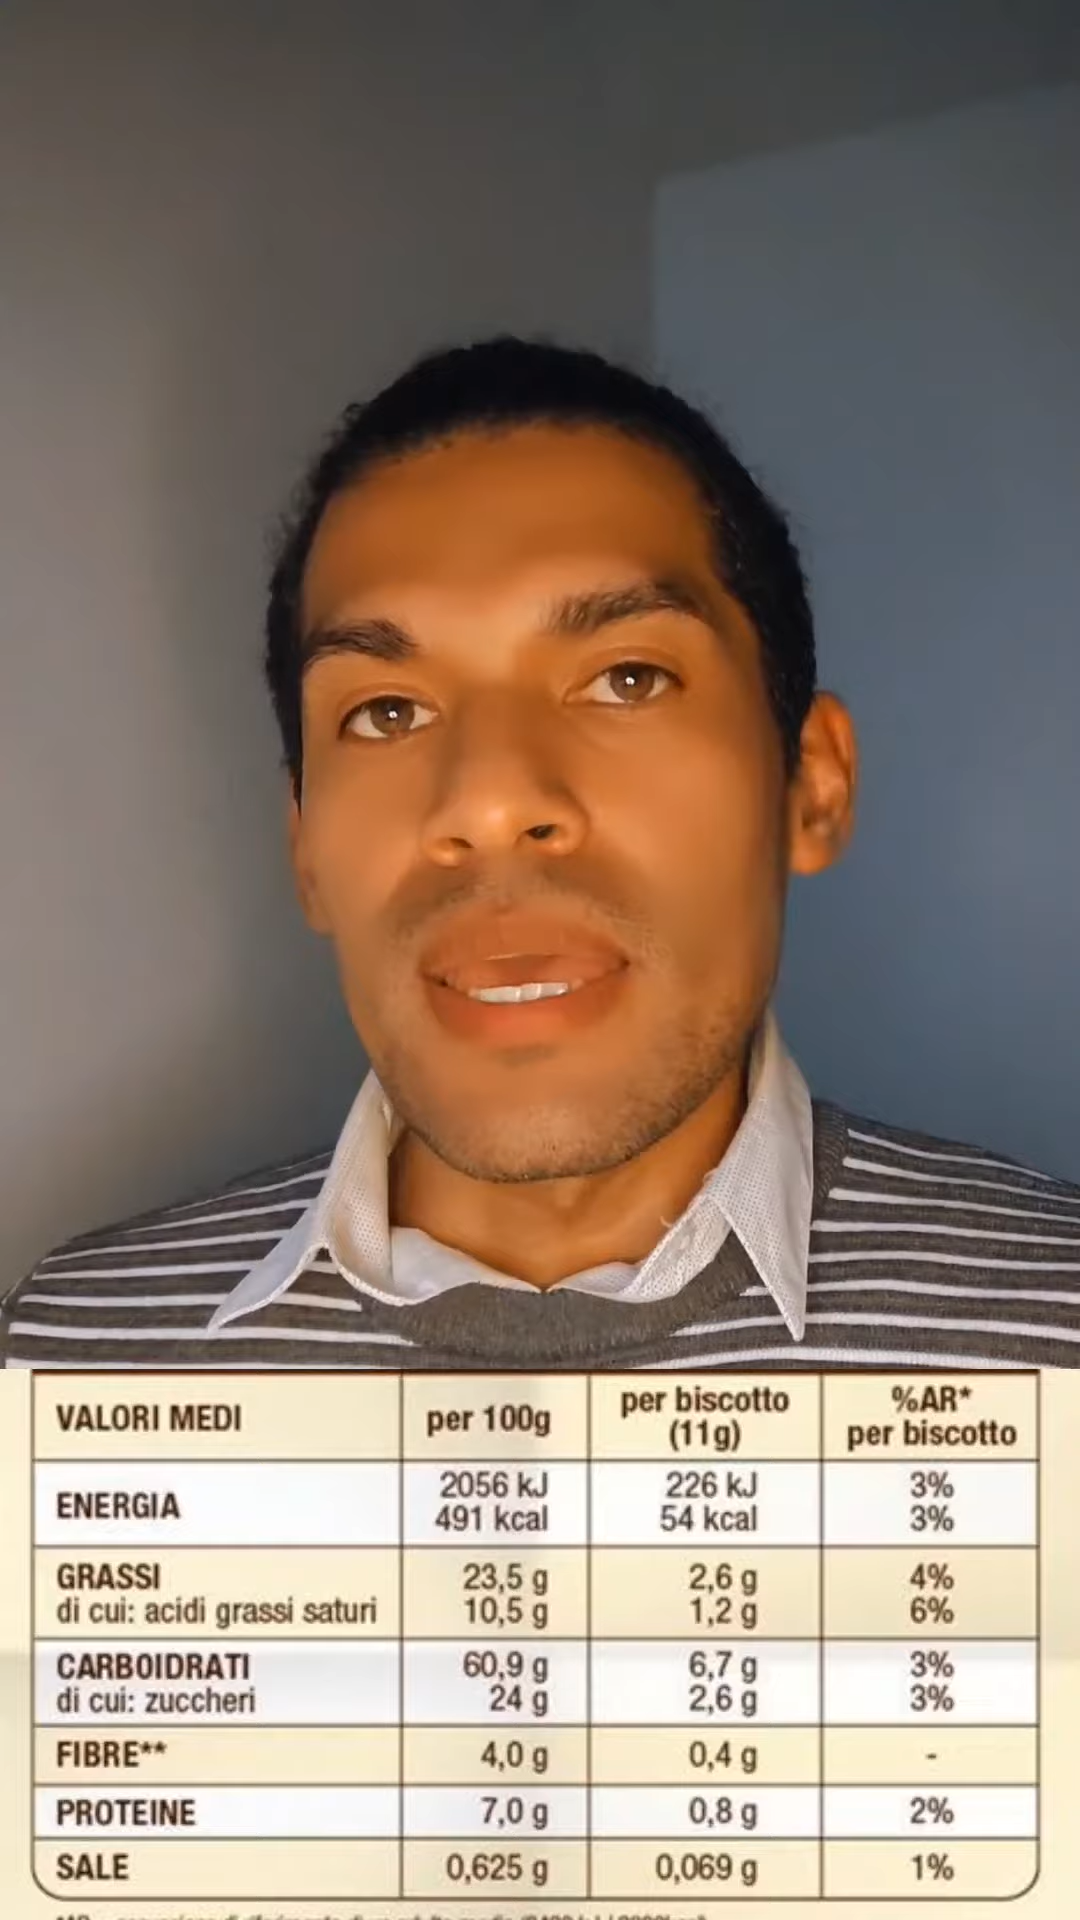 VALORI MEDI per 100g per biscotto (11g) %AR* per biscotto
ENERGIA 2056 kJ 226 kJ 3%
491 kcal 54 kcal 3%
GRASSI 23,5 g 2,6 g 4%
di cui: acidi grassi saturi 10,5 g 1,2 g 6%
CARBOIDRATI 60,9 g 6,7 g 3%
di cui: zuccheri 24 g 2,6 g 3%
FIBRE** 4,0 g 0,4 g -
PROTEINE 7,0 g 0,8 g 2%
SALE 0,625 g 0,069 g 1%